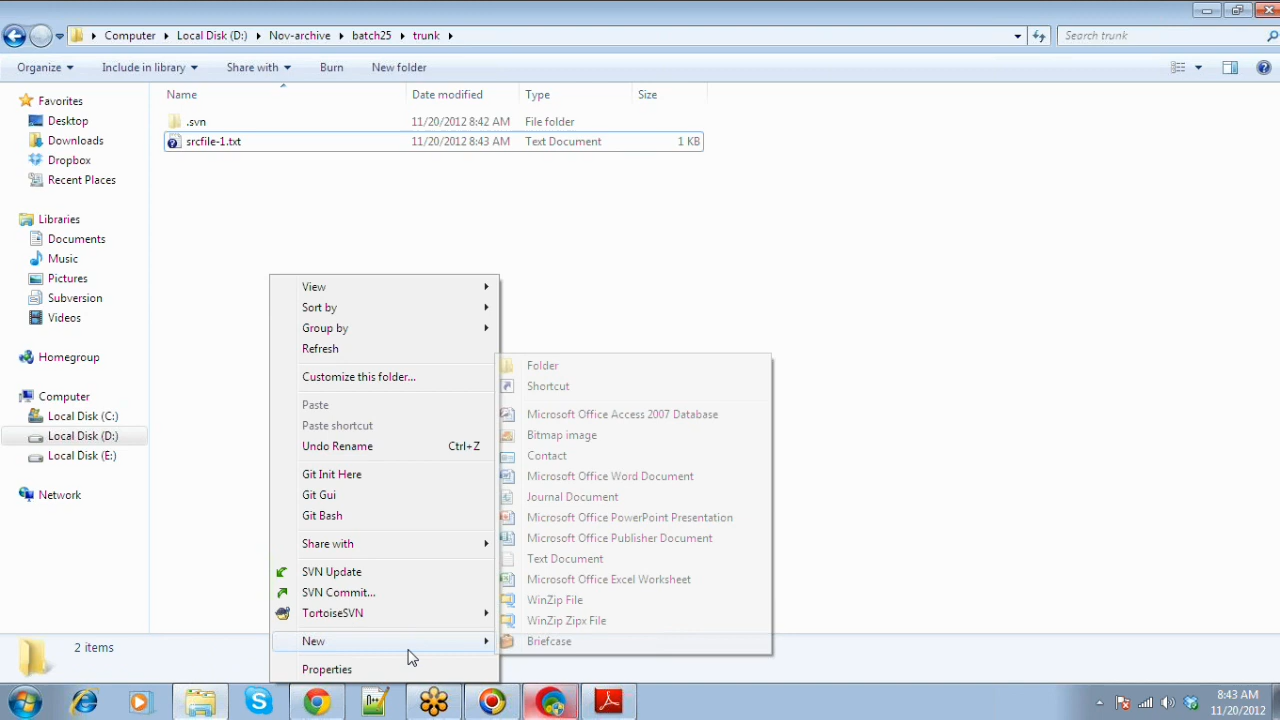 Computer Local Disk (D:) Nov-archive batch25 trunk
Search trunk
Organize Include in library Share with Burn New folder
Favorites
Desktop
Downloads
Dropbox
Recent Places
Libraries
Documents
Music
Pictures
Subversion
Videos
Homegroup
Computer
Local Disk (C:)
Local Disk (D:)
Local Disk (E:)
Network
Name Date modified Type Size
.svn 11/20/2012 8:42 AM File folder
srcfile-1.txt 11/20/2012 8:43 AM Text Document 1 KB
View
Sort by
Group by
Refresh
Customize this folder...
Paste
Paste shortcut
Undo Rename Ctrl+Z
Git Init Here
Git Gui
Git Bash
Share with
SVN Update
SVN Commit...
TortoiseSVN
New
Properties
Folder
Shortcut
Microsoft Office Access 2007 Database
Bitmap image
Contact
Microsoft Office Word Document
Journal Document
Microsoft Office PowerPoint Presentation
Microsoft Office Publisher Document
Text Document
Microsoft Office Excel Worksheet
WinZip File
WinZip Zipx File
Briefcase
2 items
8:43 AM
11/20/2012